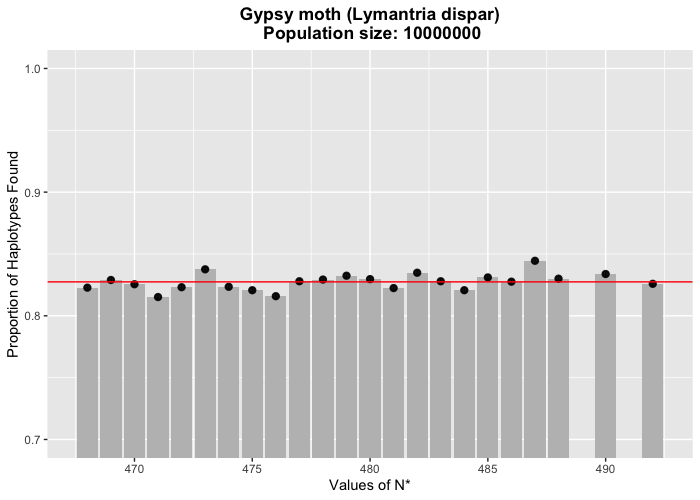 Gypsy moth (Lymantria dispar)
Population size: 10000000
Proportion of Haplotypes Found
1.0
0.9
0.8
0.7
470 475 480 485 490
Values of N*